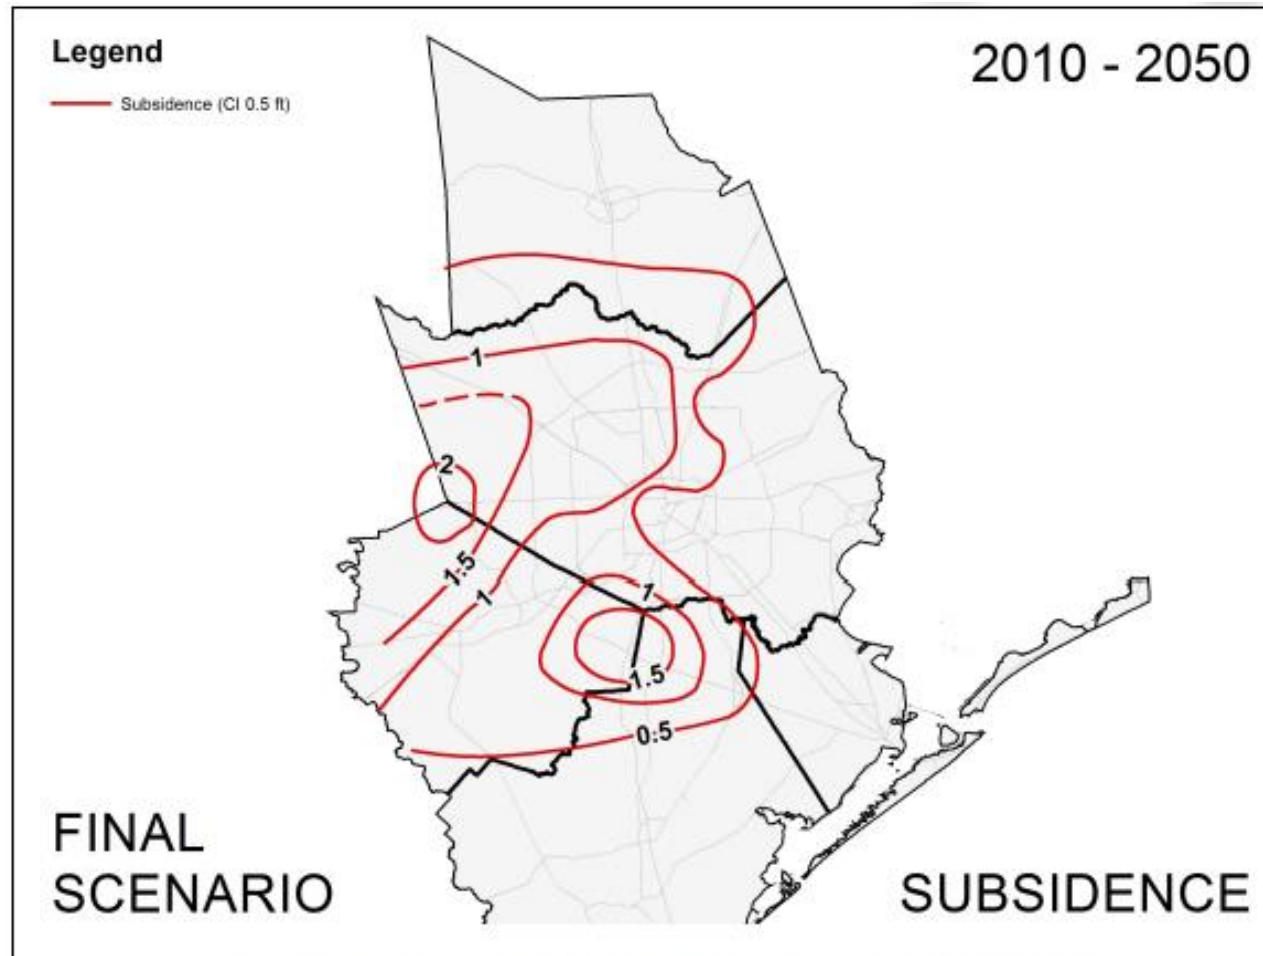 Legend
2010 - 2050
Subsidence (CI 0.5 ft)
1
2
1.5
1
1
1.5
0.5
FINAL
SCENARIO
SUBSIDENCE